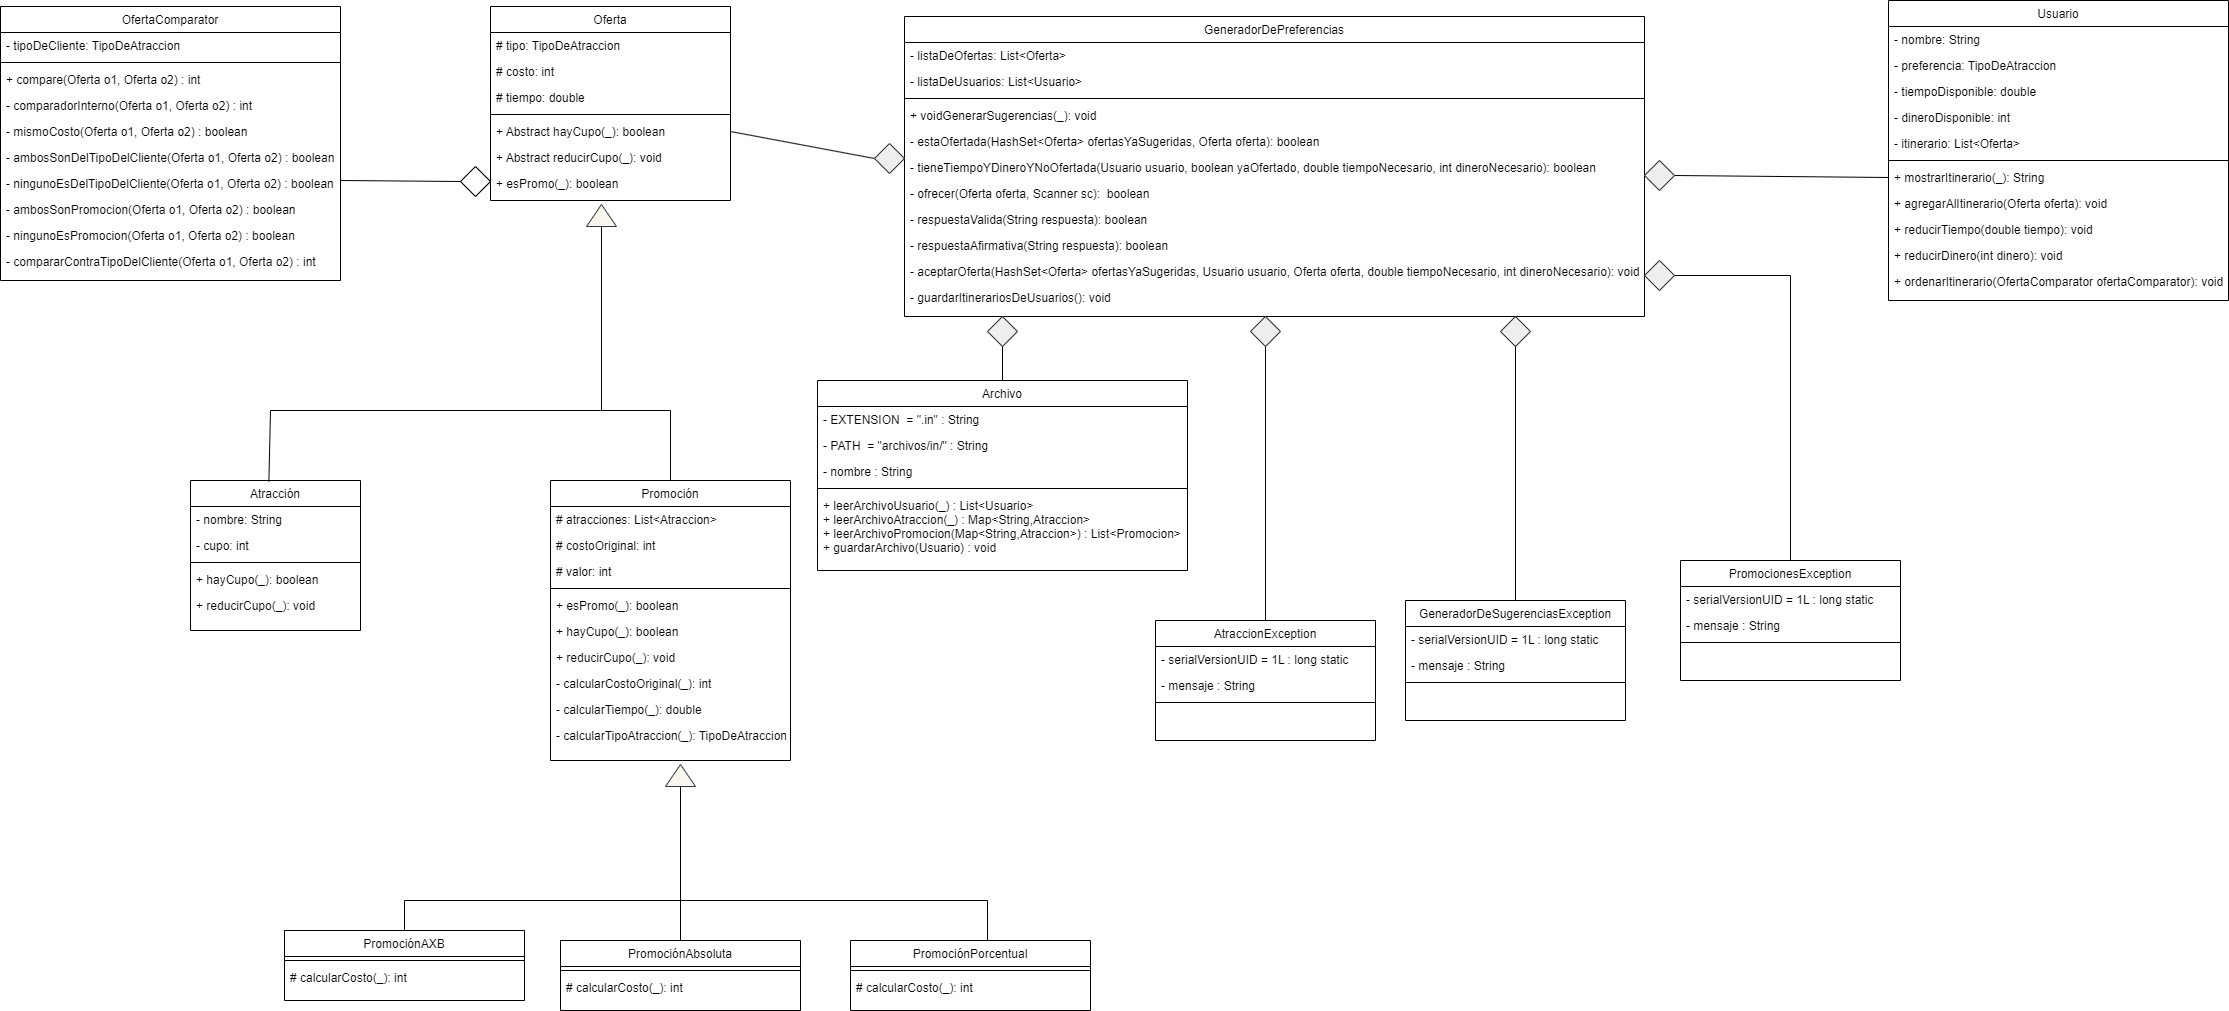 OfertaComparator
- tipoDeCliente: TipoDeAtraccion
+ compare(Oferta o1, Oferta o2) : int
- comparadorInterno(Oferta o1, Oferta o2) : int
- mismoCosto(Oferta o1, Oferta o2) : boolean
- ambosSonDelTipoDelCliente(Oferta o1, Oferta o2) : boolean
- ningunoEsDelTipoDelCliente(Oferta o1, Oferta o2) : boolean
- ambosSonPromocion(Oferta o1, Oferta o2) : boolean
- ningunoEsPromocion(Oferta o1, Oferta o2) : boolean
- compararContraTipoDelCliente(Oferta o1, Oferta o2) : int
Oferta
# tipo: TipoDeAtraccion
# costo: int
# tiempo: double
+ Abstract hayCupo(_): boolean
+ Abstract reducirCupo(_): void
+ esPromo(_): boolean
GeneradorDePreferencias
- listaDeOfertas: List<Oferta>
- listaDeUsuarios: List<Usuario>
+ voidGenerarSugerencias(_): void
- estaOfertada(HashSet<Oferta> ofertasYaSugeridas, Oferta oferta): boolean
- tieneTiempoYDineroYNoOfertada(Usuario usuario, boolean yaOfertado, double tiempoNecesario, int dineroNecesario): boolean
- ofrecer(Oferta oferta, Scanner sc):  boolean
- respuestaValida(String respuesta): boolean
- respuestaAfirmativa(String respuesta): boolean
- aceptarOferta(HashSet<Oferta> ofertasYaSugeridas, Usuario usuario, Oferta oferta, double tiempoNecesario, int dineroNecesario): void
- guardarItinerariosDeUsuarios(): void
Usuario
- nombre: String
- preferencia: TipoDeAtraccion
- tiempoDisponible: double
- dineroDisponible: int
- itinerario: List<Oferta>
+ mostrarItinerario(_): String
+ agregarAlItinerario(Oferta oferta): void
+ reducirTiempo(double tiempo): void
+ reducirDinero(int dinero): void
+ ordenarItinerario(OfertaComparator ofertaComparator): void
Archivo
- EXTENSION  = ".in" : String
- PATH  = "archivos/in/" : String
- nombre : String
+ leerArchivoUsuario(_) : List<Usuario>
+ leerArchivoAtraccion(_) : Map<String,Atraccion>
+ leerArchivoPromocion(Map<String,Atraccion>) : List<Promocion>
+ guardarArchivo(Usuario) : void
Atracción
- nombre: String
- cupo: int
+ hayCupo(_): boolean
+ reducirCupo(_): void
Promoción
# atracciones: List<Atraccion>
# costoOriginal: int
# valor: int
+ esPromo(_): boolean
+ hayCupo(_): boolean
+ reducirCupo(_): void
- calcularCostoOriginal(_): int
- calcularTiempo(_): double
- calcularTipoAtraccion(_): TipoDeAtraccion
AtraccionException
- serialVersionUID = 1L : long static
- mensaje : String
GeneradorDeSugerenciasException
- serialVersionUID = 1L : long static
- mensaje : String
PromocionesException
- serialVersionUID = 1L : long static
- mensaje : String
PromociónAXB
# calcularCosto(_): int
PromociónAbsoluta
# calcularCosto(_): int
PromociónPorcentual
# calcularCosto(_): int